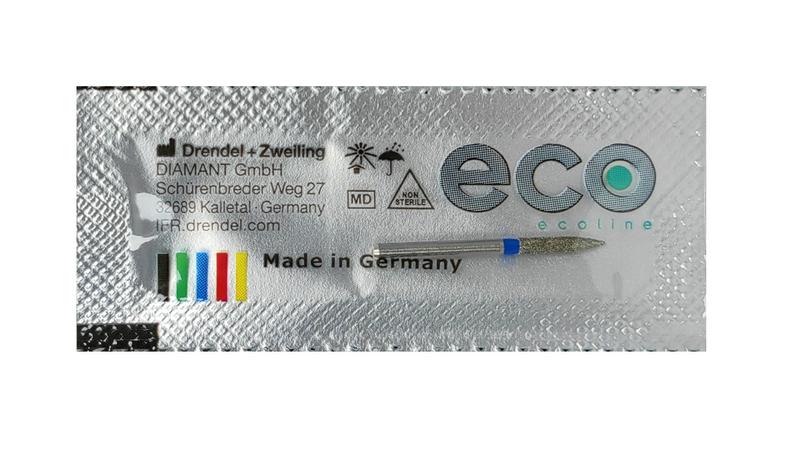 Drendel + Zweiling
DIAMANT GmbH
Schürenbreder Weg 27
32689 Kalletal · Germany
IFR.drendel.com
MD
NON
STERILE
eco
ecoline
Made in Germany